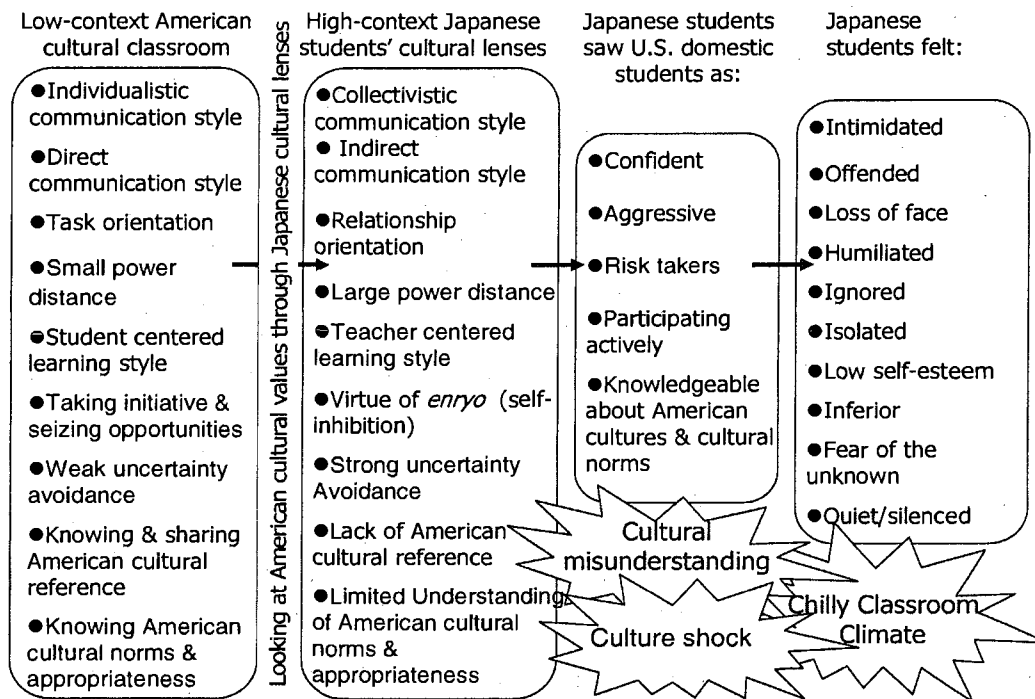 Low-context American
cultural classroom
●Individualistic
communication style
●Direct
communication style
●Task orientation
●Small power
distance
●Student centered
learning style
●Taking initiative &
seizing opportunities
●Weak uncertainty
avoidance
●Knowing & sharing
American cultural
reference
●Knowing American
cultural norms &
appropriateness
Looking at American cultural values through Japanese cultural lenses
High-context Japanese
students' cultural lenses
●Collectivistic
communication style
● Indirect
communication style
●Relationship
orientation
●Large power distance
●Teacher centered
learning style
●Virtue of enryo (self-
inhibition)
●Strong uncertainty
Avoidance
●Lack of American
cultural reference
●Limited Understanding
of American cultural
norms &
appropriateness
Japanese students
saw U.S. domestic
students as:
●Confident
●Aggressive
●Risk takers
●Participating
actively
●Knowledgeable
about American
cultures & cultural
norms
Cultural
misunderstanding
Culture shock
Japanese
students felt:
●Intimidated
●Offended
●Loss of face
●Humiliated
●Ignored
●Isolated
●Low self-esteem
●Inferior
●Fear of the
unknown
●Quiet/silenced
Chilly Classroom
Climate